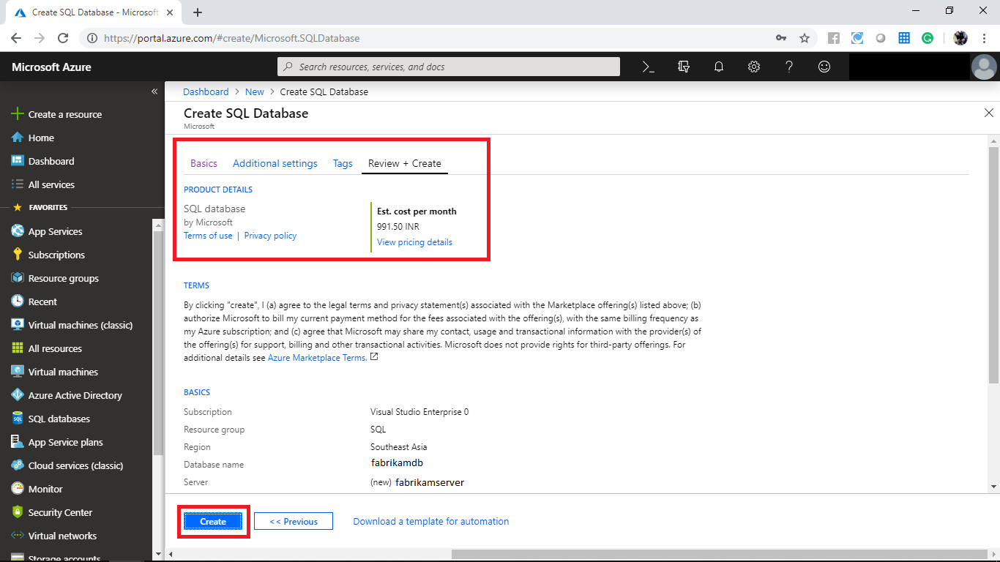 Create SQL Database - Microsoft
https://portal.azure.com/#create/Microsoft.SQLDatabase
Microsoft Azure
Search resources, services, and docs
Create a resource
Home
Dashboard
All services
FAVORITES
App Services
Subscriptions
Resource groups
Recent
Virtual machines (classic)
All resources
Virtual machines
Azure Active Directory
SQL databases
App Service plans
Cloud services (classic)
Monitor
Security Center
Virtual networks
Storage accounts
Dashboard > New > Create SQL Database
Create SQL Database
Microsoft
Basics Additional settings Tags Review + Create
PRODUCT DETAILS
SQL database
by Microsoft
Terms of use | Privacy policy
Est. cost per month
991.50 INR
View pricing details
TERMS
By clicking "create", I (a) agree to the legal terms and privacy statement(s) associated with the Marketplace offering(s) listed above; (b)
authorize Microsoft to bill my current payment method for the fees associated with the offering(s), with the same billing frequency as
my Azure subscription; and (c) agree that Microsoft may share my contact, usage and transactional information with the provider(s) of
the offering(s) for support, billing and other transactional activities. Microsoft does not provide rights for third-party offerings. For
additional details see Azure Marketplace Terms.
BASICS
Subscription Visual Studio Enterprise 0
Resource group SQL
Region Southeast Asia
Database name fabrikamdb
Server (new) fabrikamserver
Create << Previous Download a template for automation